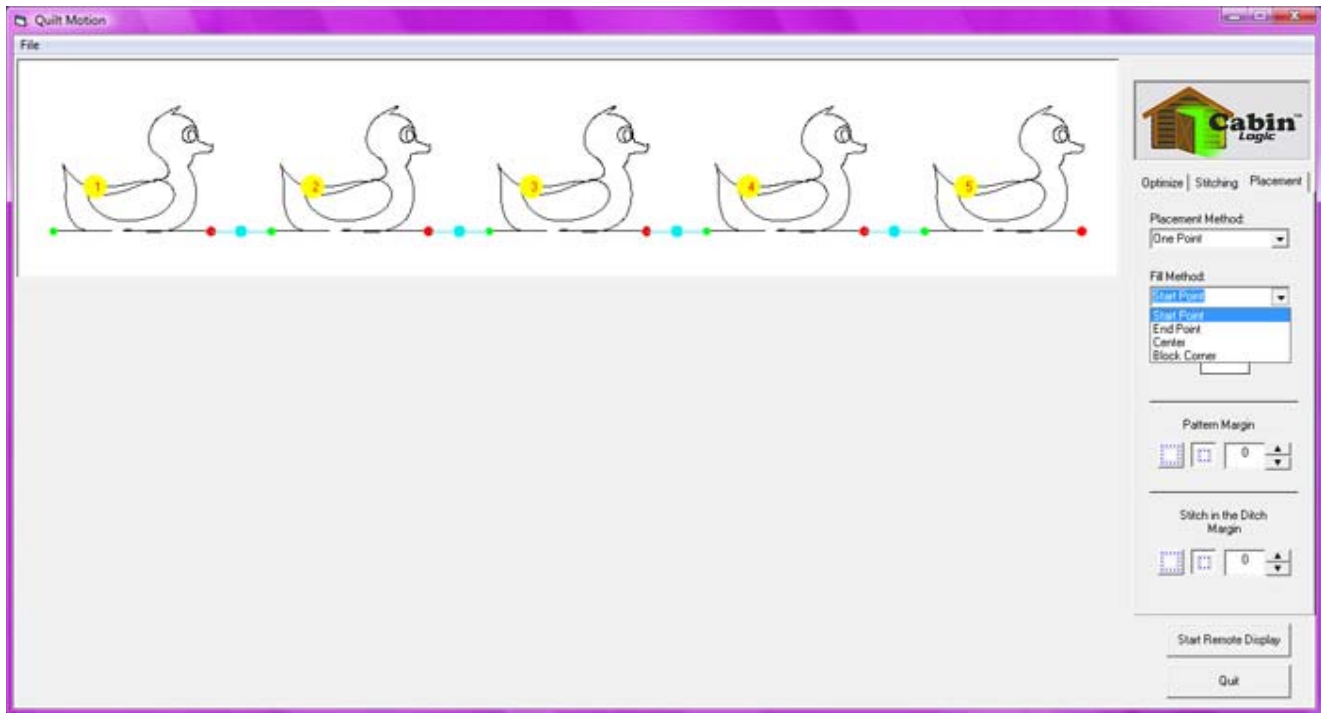 Quilt Motion
File
1 2 3 4 5
Cabin™
Logic
Optimize Stitching Placement
Placement Method:
One Point
Fill Method:
Start Point
Start Point
End Point
Center
Block Corner
Pattern Margin
0
Stitch in the Ditch
Margin
0
Start Remote Display
Quit